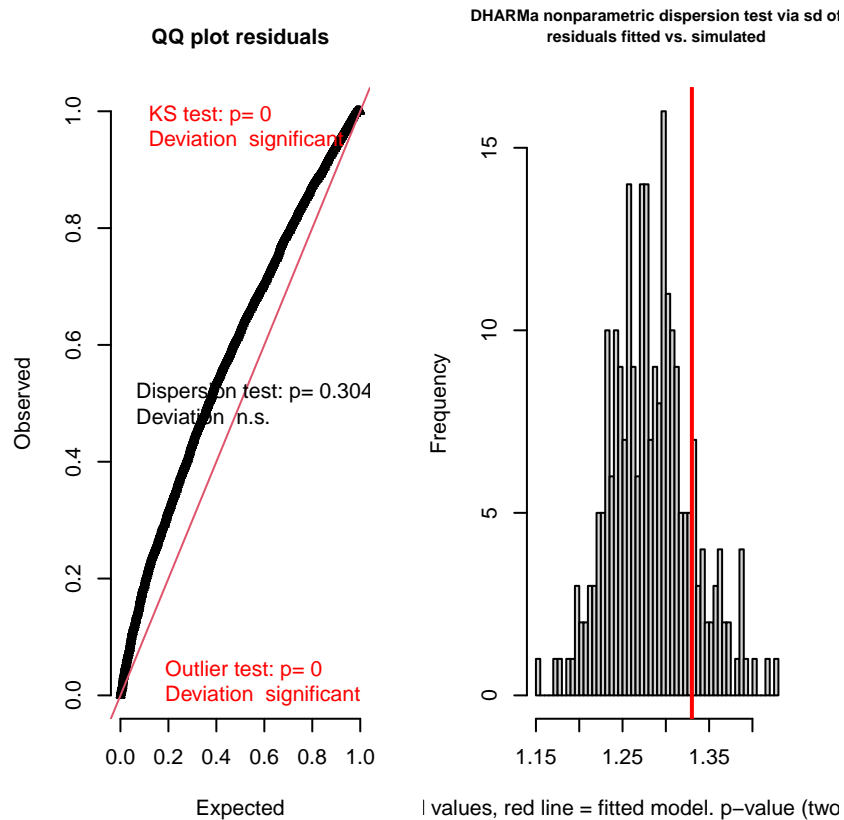 QQ plot residuals
KS test: p= 0
Deviation  significant
Dispersion test: p= 0.304
Deviation  n.s.
Outlier test: p= 0
Deviation  significant
Observed
0.0 0.2 0.4 0.6 0.8 1.0
0.0 0.2 0.4 0.6 0.8 1.0
Expected
DHARMa nonparametric dispersion test via sd of
residuals fitted vs. simulated
Frequency
0 5 10 15
1.15 1.25 1.35
l values, red line = fitted model. p−value (two